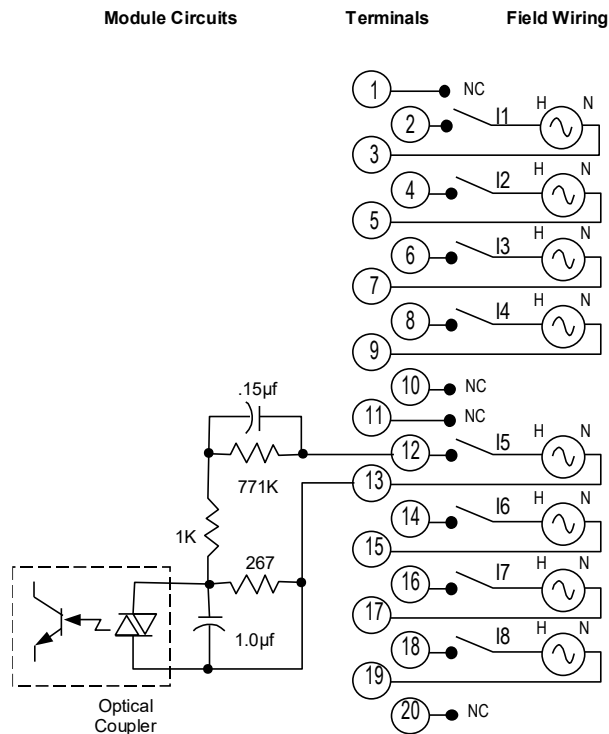 Module Circuits Terminals Field Wiring
1 NC
2 I1 H N
3
4 I2 H N
5
6 I3 H N
7
8 I4 H N
9
10 NC
.15µf
11 NC
12 I5 H N
771K
13
14 I6 H N
1K
15
267
16 I7 H N
17
1.0µf
18 I8 H N
19
Optical
Coupler
20 NC